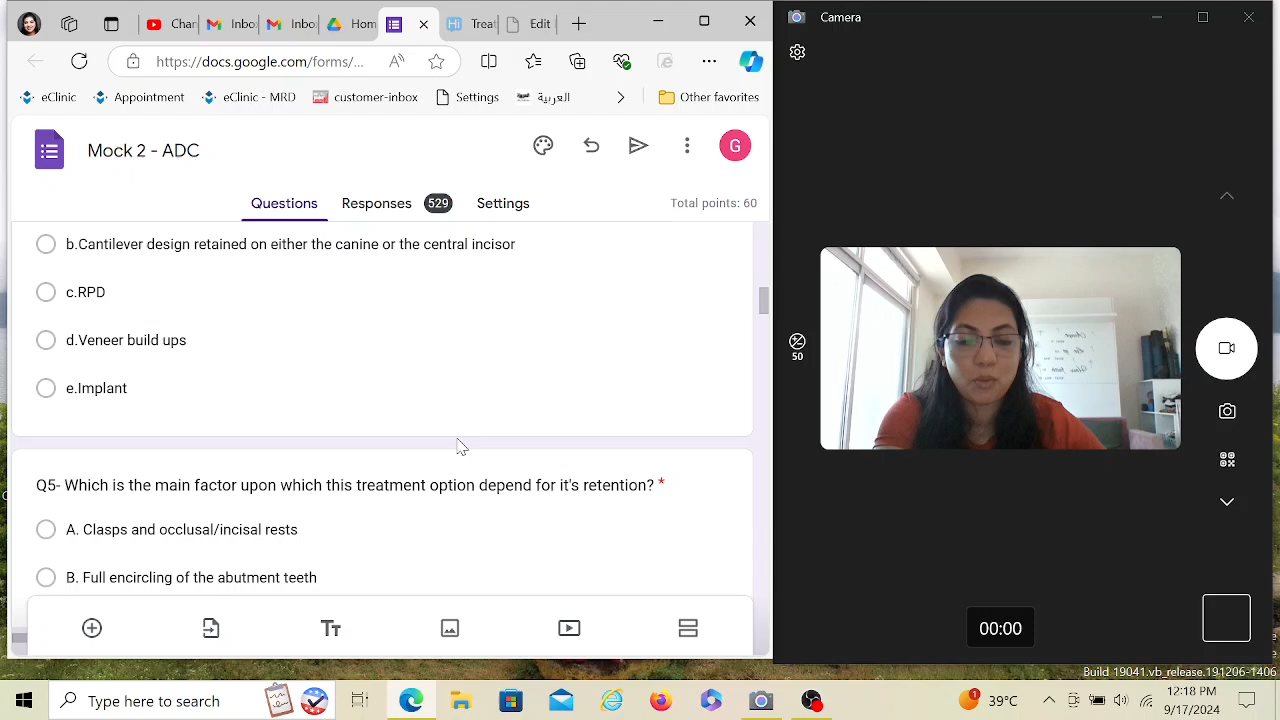 Char
Inbo
Inbo
Hom
Hi
Treat
Edit
Camera
https://docs.google.com/forms/...
eClinic
Appointment
eClinic - MRD
customer-inbox
Settings
العربية
Other favorites
Mock 2 - ADC
G
Questions
Responses
529
Settings
Total points: 60
b.Cantilever design retained on either the canine or the central incisor
c.RPD
d.Veneer build ups
e.Implant
Q5- Which is the main factor upon which this treatment option depend for it's retention? *
A. Clasps and occlusal/incisal rests
B. Full encircling of the abutment teeth
50
00:00
Build 19041.vb_release.191206-1406
Type here to search
1
39°C
12:18 PM
9/17/2024